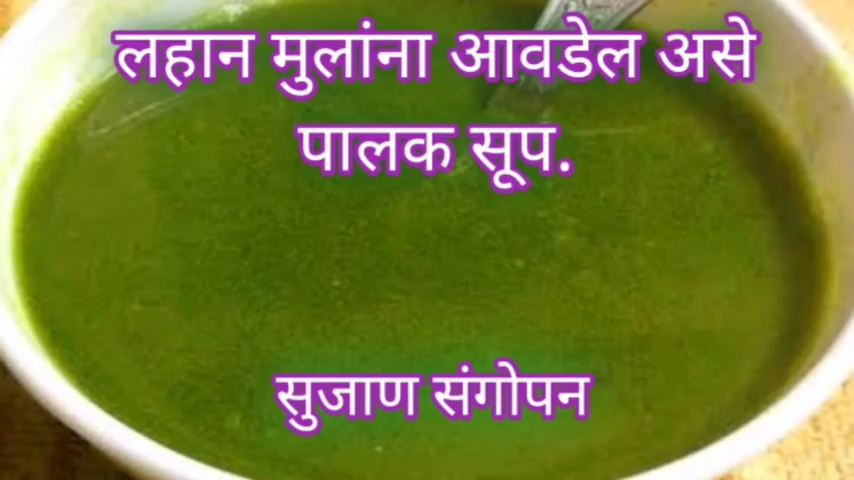 लहान मुलांना आवडेल असे
पालक सूप.
सुजाण संगोपन